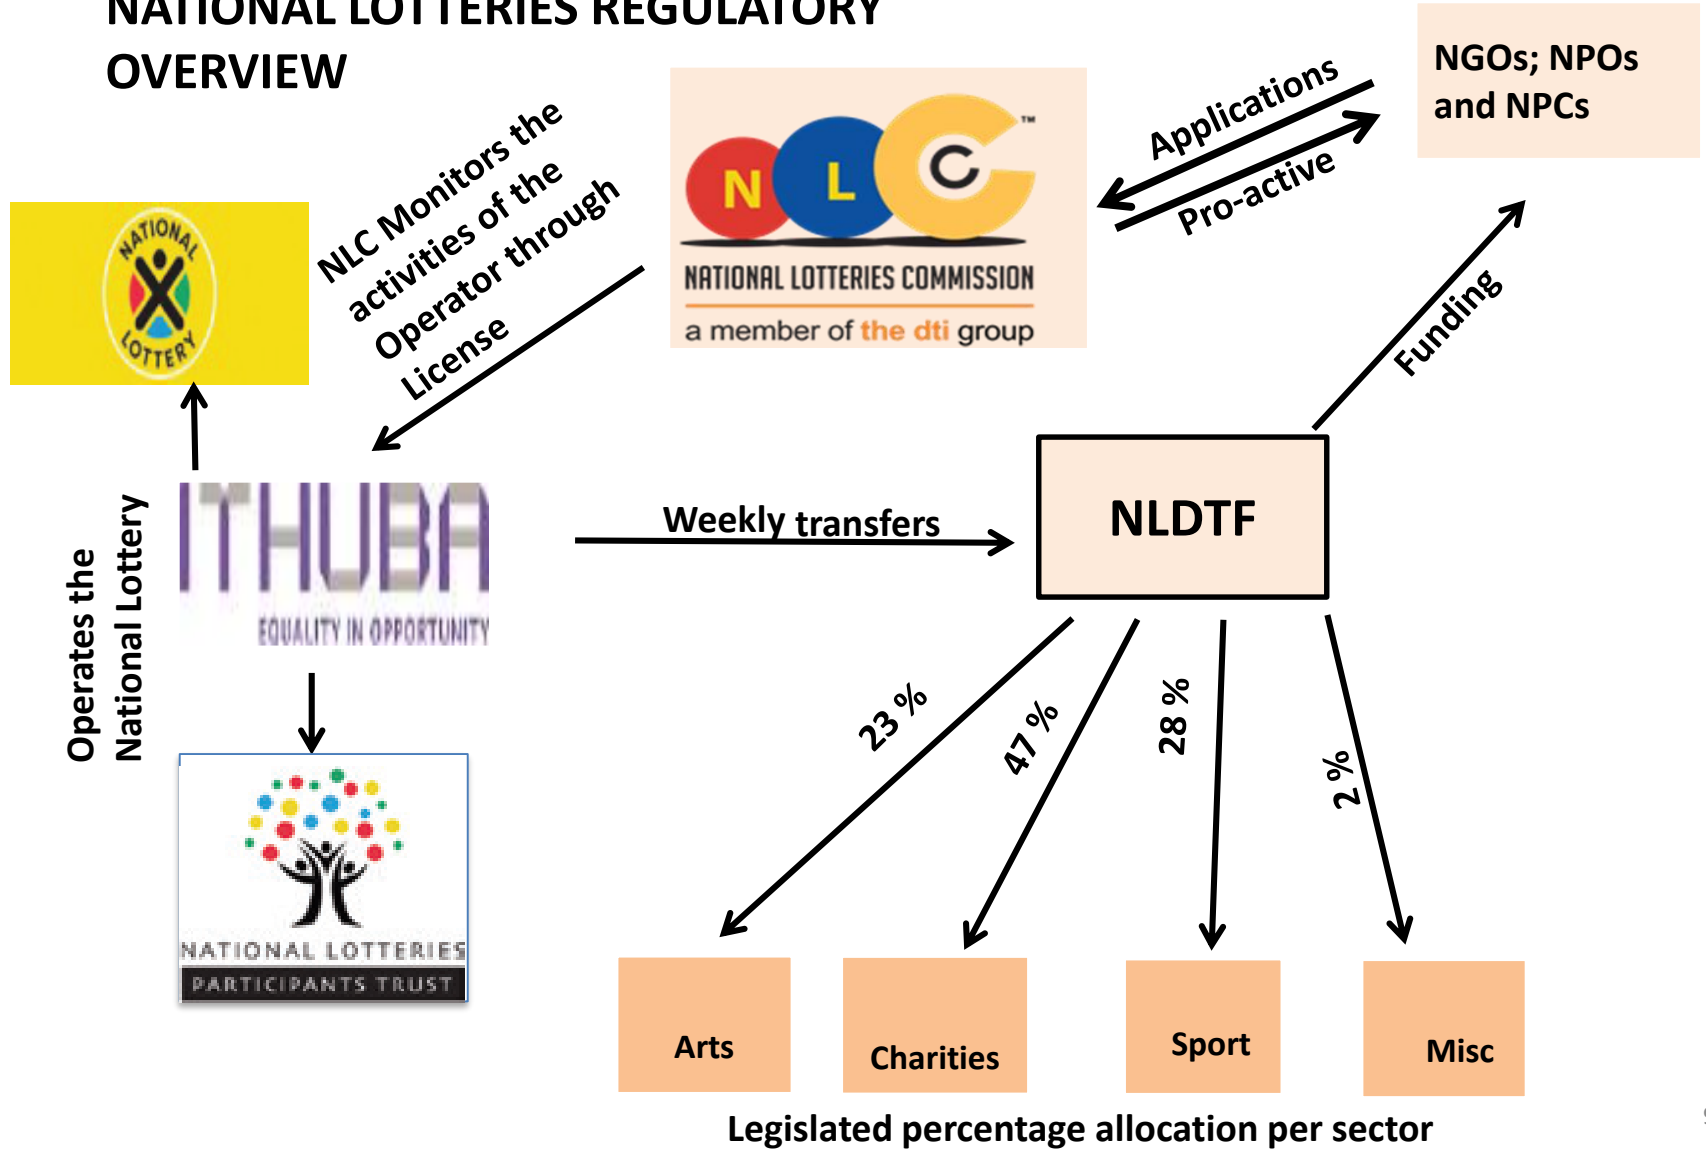 NATIONAL LOTTERIES REGULATORY
OVERVIEW
NGOs; NPOs
and NPCs
Applications
Pro-active
NLC Monitors the
activities of the
Operator through
License
N L C
™
NATIONAL LOTTERIES COMMISSION
a member of the dti group
NATIONAL
LOTTERY
Funding
Operates the
National Lottery
ITHUBA
EQUALITY IN OPPORTUNITY
Weekly transfers
NLDTF
23 %
47 %
28 %
2 %
NATIONAL LOTTERIES
PARTICIPANTS TRUST
Arts
Charities
Sport
Misc
Legislated percentage allocation per sector